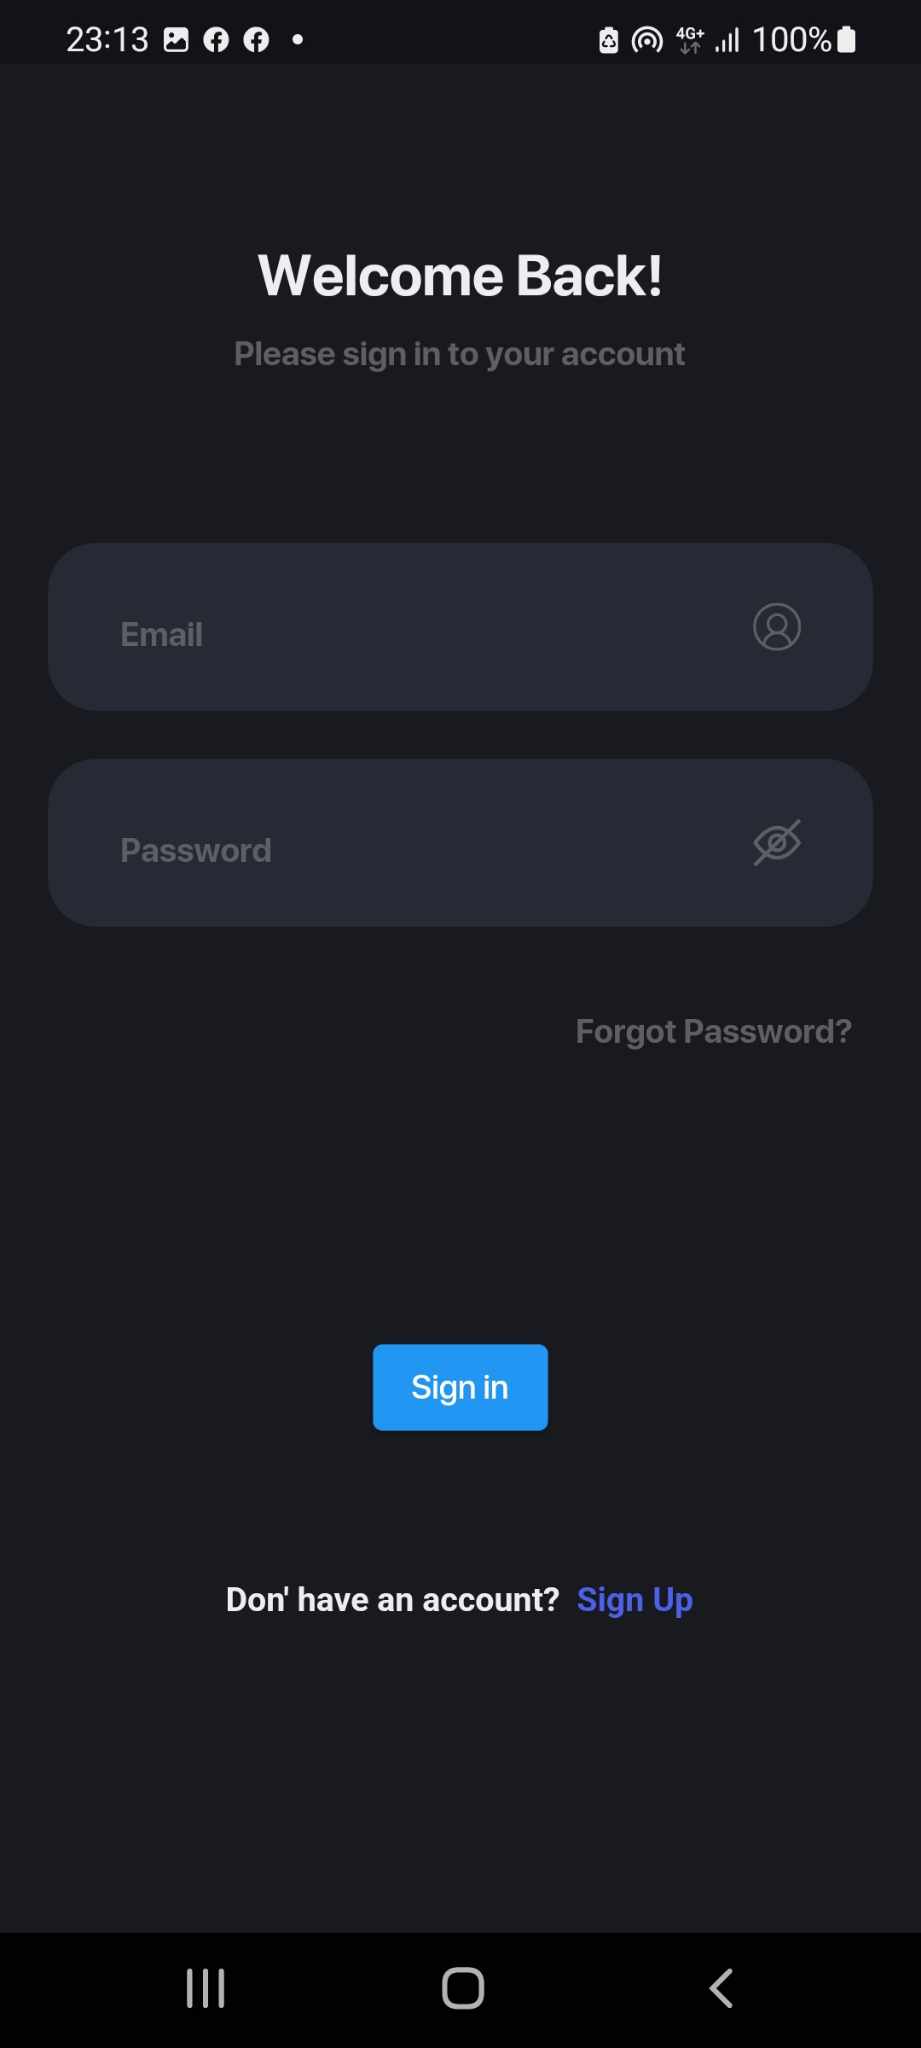 23:13 4G+ 100%
Welcome Back!
Please sign in to your account
Email
Password
Forgot Password?
Sign in
Don' have an account? Sign Up